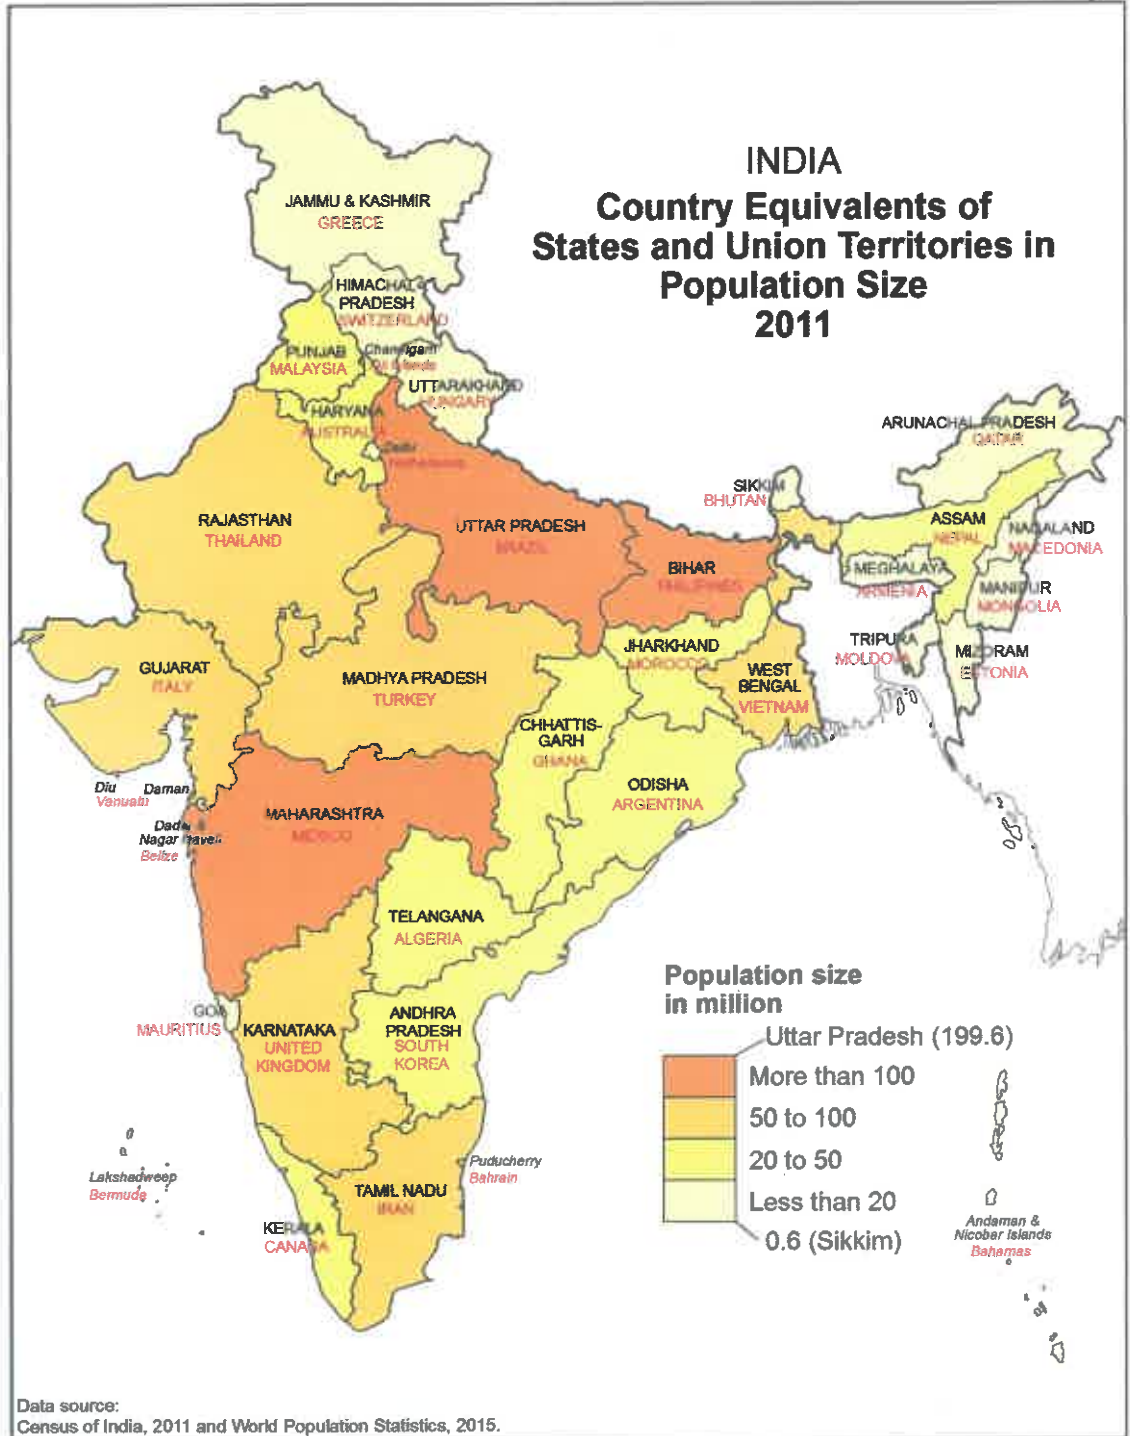 INDIA
Country Equivalents of
States and Union Territories in
Population Size
2011
JAMMU & KASHMIR
GREECE
HIMACHAL
PRADESH
SWITZERLAND
PUNJAB
MALAYSIA
Chandigarh
UTTARAKHAND
HUNGARY
HARYANA
AUSTRALIA
Delhi
ARUNACHAL PRADESH
QATAR
SIKKIM
BHUTAN
RAJASTHAN
THAILAND
UTTAR PRADESH
BRAZIL
ASSAM
NEPAL
NAGALAND
MACEDONIA
BIHAR
MEGHALAYA
ARMENIA
MANIPUR
MONGOLIA
TRIPURA
MOLDOVA
MIZORAM
ESTONIA
JHARKHAND
MOROCCO
GUJARAT
ITALY
MADHYA PRADESH
TURKEY
WEST
BENGAL
VIETNAM
CHHATTIS-
GARH
GHANA
ODISHA
ARGENTINA
Diu
Vanuatu
Daman
MAHARASHTRA
MEXICO
Dadra &
Nagar Haveli
Belize
TELANGANA
ALGERIA
GOA
MAURITIUS
KARNATAKA
UNITED
KINGDOM
ANDHRA
PRADESH
SOUTH
KOREA
Population size
in million
Uttar Pradesh (199.6)
More than 100
50 to 100
20 to 50
Less than 20
0.6 (Sikkim)
Lakshadweep
Bermuda
Puducherry
Bahrain
TAMIL NADU
IRAN
KERALA
CANADA
Andaman &
Nicobar Islands
Bahamas
Data source:
Census of India, 2011 and World Population Statistics, 2015.